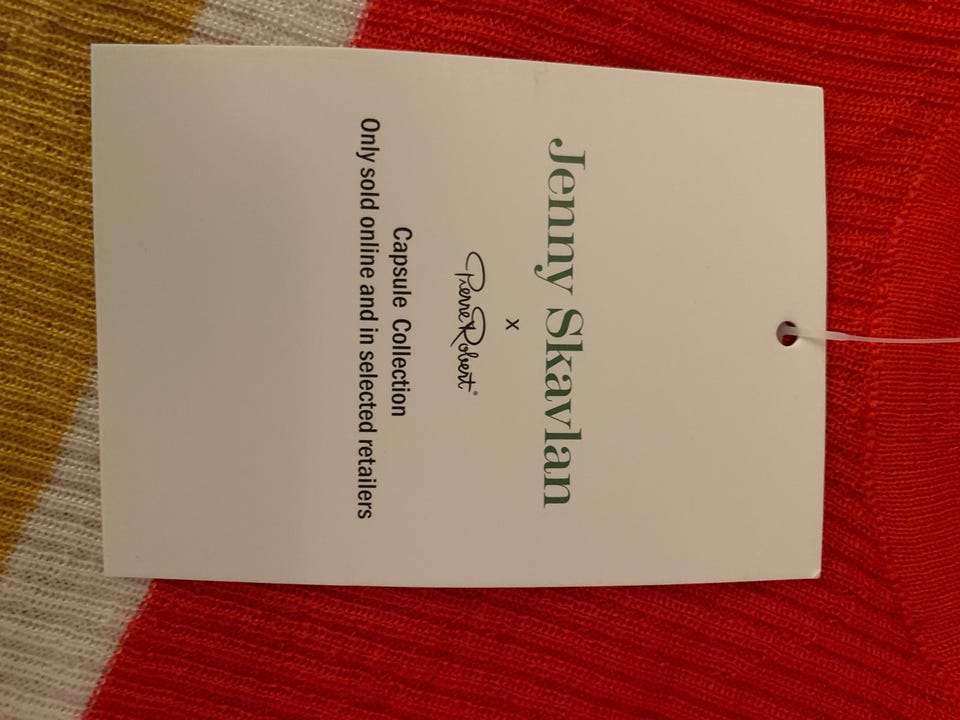 Jenny Skavlan
x
Pierre Robert®
Capsule Collection
Only sold online and in selected retailers